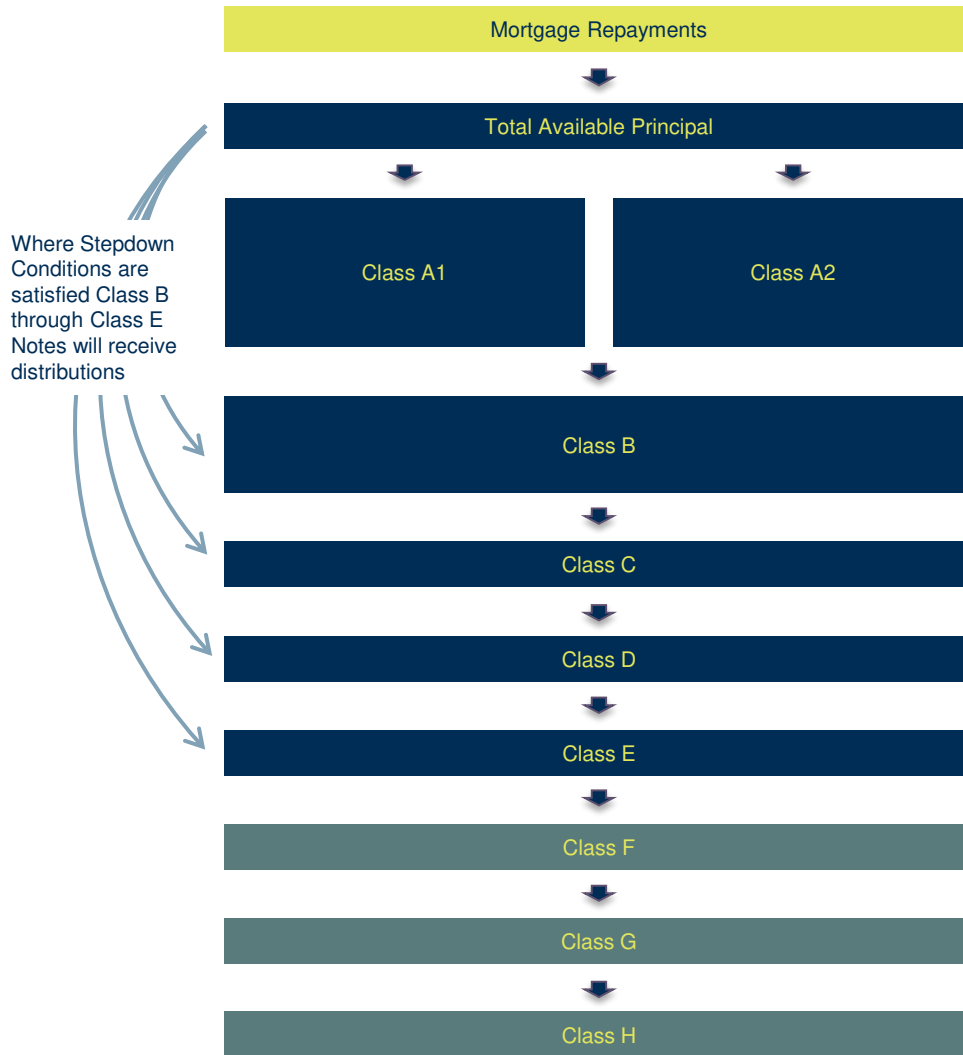 Mortgage Repayments
Total Available Principal
Class A1
Class A2
Where Stepdown
Conditions are
satisfied Class B
through Class E
Notes will receive
distributions
Class B
Class C
Class D
Class E
Class F
Class G
Class H